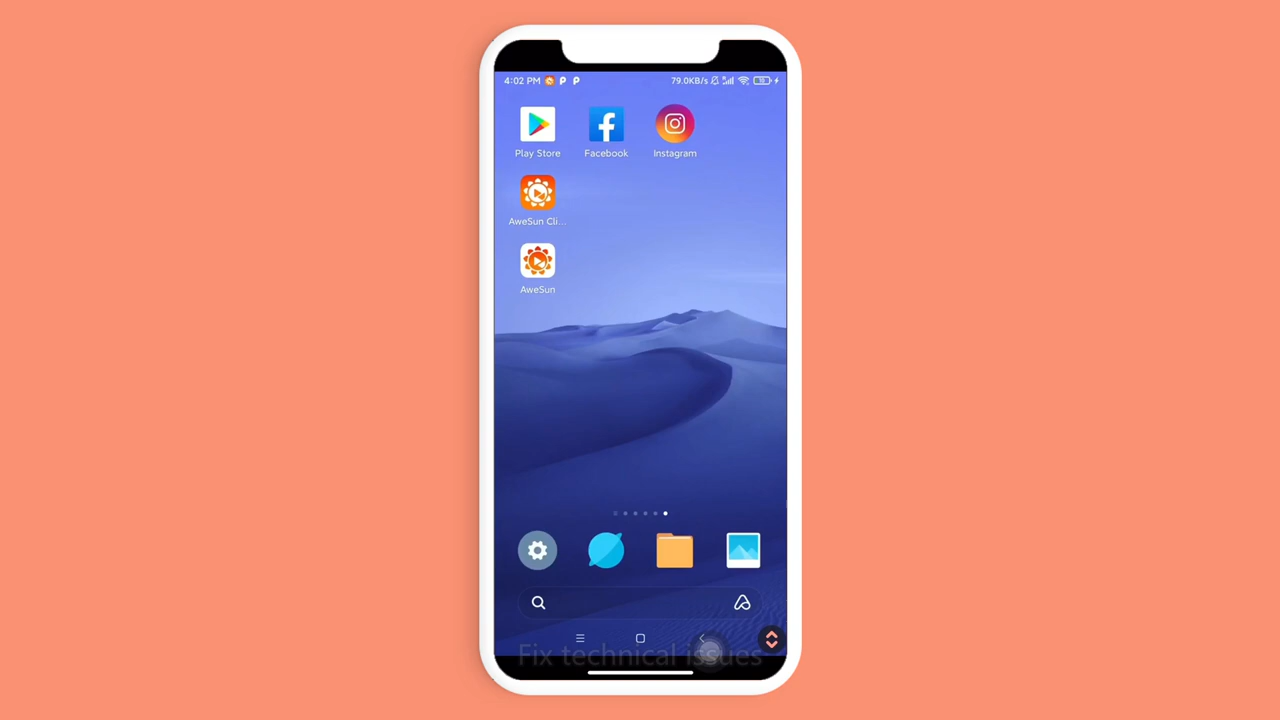 4:02 PM
79.0KB/s
Play Store
Facebook
Instagram
AweSun Cli...
AweSun
Fix technical issues